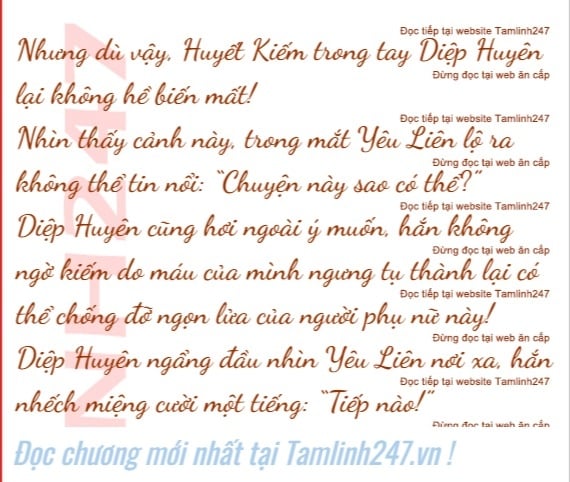 Đọc tiếp tại website Tamlinh247
Nhưng dù vậy, Huyết Kiếm trong tay Diệp Huyên
Đừng đọc tại web ăn cắp
lại không hề biến mất!
Đọc tiếp tại website Tamlinh247
Nhìn thấy cảnh này, trong mắt Yêu Liên lộ ra
Đừng đọc tại web ăn cắp
không thể tin nổi: “Chuyện này sao có thể?”
Đọc tiếp tại website Tamlinh247
Diệp Huyên cũng hơi ngoài ý muốn, hắn không
Đừng đọc tại web ăn cắp
ngờ kiếm do máu của mình ngưng tụ thành lại có
Đọc tiếp tại website Tamlinh247
thể chống đỡ ngọn lửa của người phụ nữ này!
Đừng đọc tại web ăn cắp
Diệp Huyên ngẩng đầu nhìn Yêu Liên nơi xa, hắn
Đọc tiếp tại website Tamlinh247
nhếch miệng cười một tiếng: “Tiếp nào!”
Đừng đọc tại web ăn cắp
NH247
Đọc chương mới nhất tại Tamlinh247.vn !